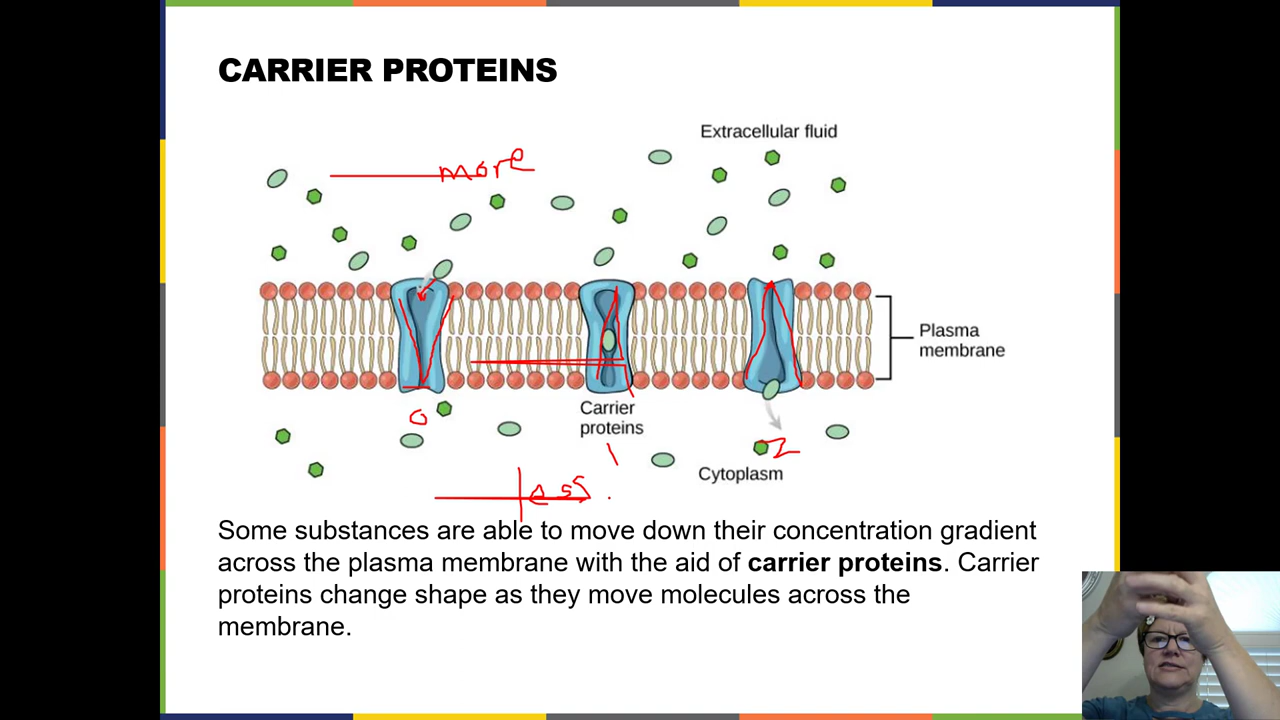 CARRIER PROTEINS
Extracellular fluid
more
Plasma
membrane
Carrier
proteins
Cytoplasm
less
Some substances are able to move down their concentration gradient
across the plasma membrane with the aid of carrier proteins. Carrier
proteins change shape as they move molecules across the
membrane.